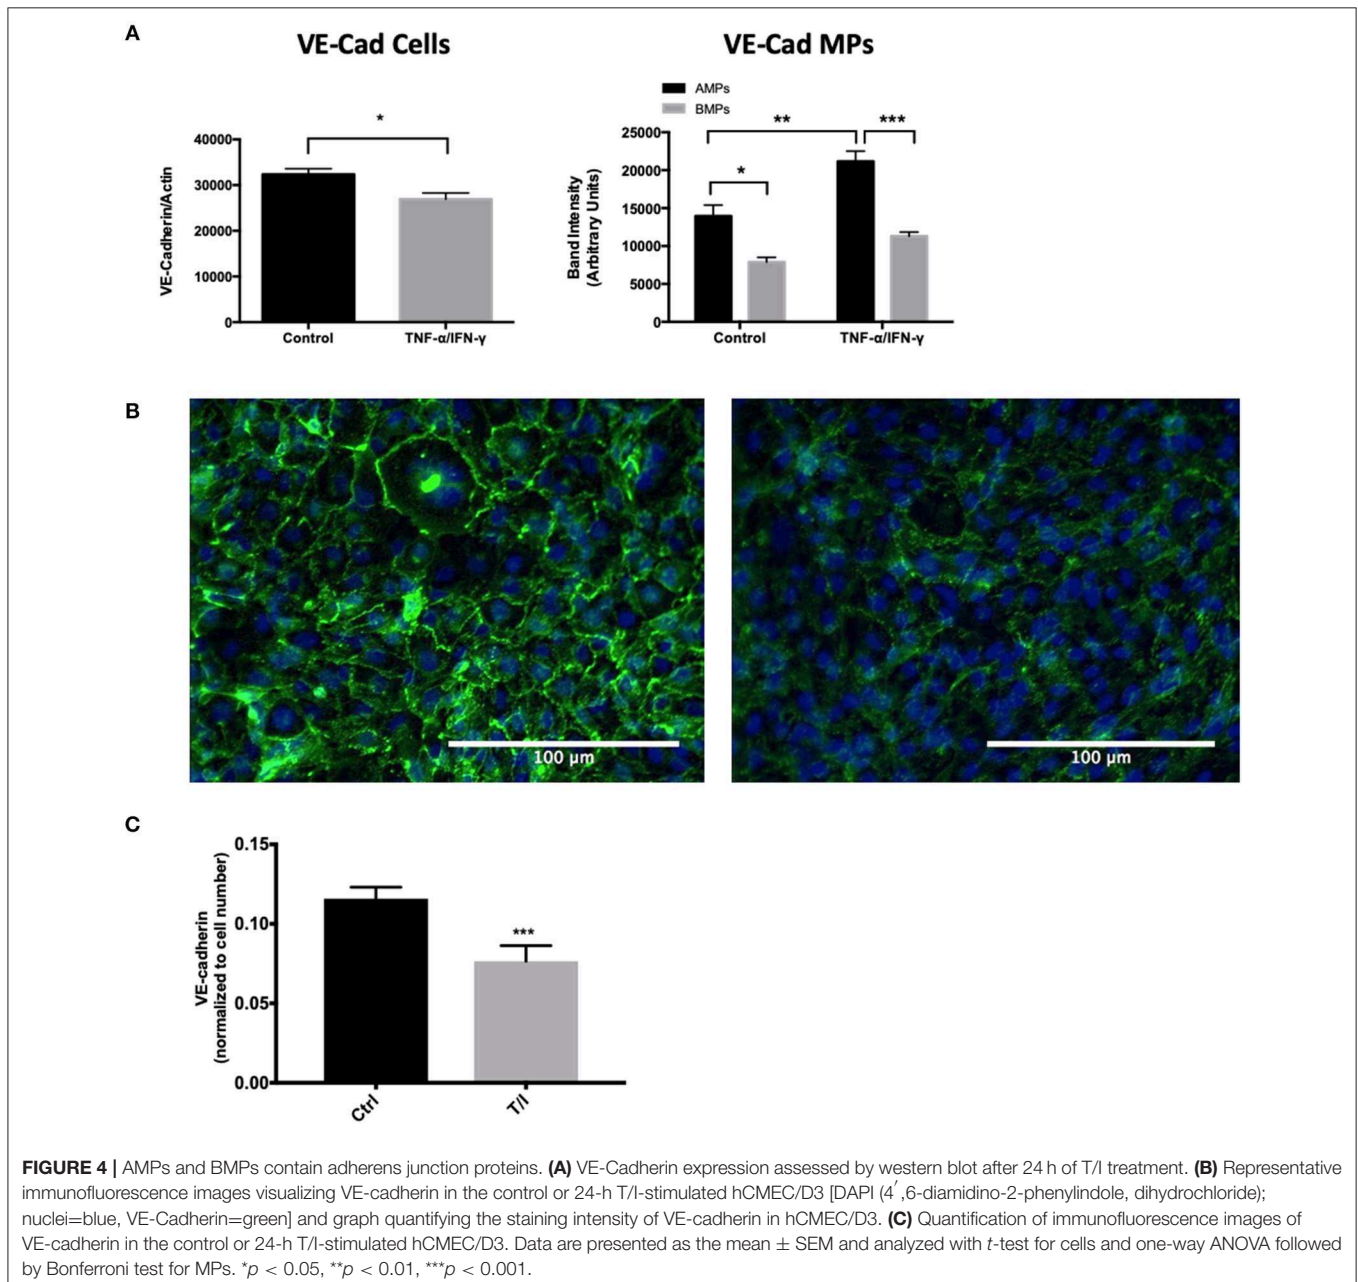 A
VE-Cad Cells
VE-Cadherin/Actin
40000
30000
20000
10000
0
*
Control
TNF-α/IFN-γ
VE-Cad MPs
AMPs
BMPs
Band Intensity
(Arbitrary Units)
25000
20000
15000
10000
5000
0
*
**
***
Control
TNF-α/IFN-γ
B
100 µm
100 µm
C
VE-cadherin
(normalized to cell number)
0.15
0.10
0.05
0.00
***
Ctrl
T/I
FIGURE 4 | AMPs and BMPs contain adherens junction proteins. (A) VE-Cadherin expression assessed by western blot after 24 h of T/I treatment. (B) Representative
immunofluorescence images visualizing VE-cadherin in the control or 24-h T/I-stimulated hCMEC/D3 [DAPI (4′,6-diamidino-2-phenylindole, dihydrochloride);
nuclei=blue, VE-Cadherin=green] and graph quantifying the staining intensity of VE-cadherin in hCMEC/D3. (C) Quantification of immunofluorescence images of
VE-cadherin in the control or 24-h T/I-stimulated hCMEC/D3. Data are presented as the mean ± SEM and analyzed with t-test for cells and one-way ANOVA followed
by Bonferroni test for MPs. *p < 0.05, **p < 0.01, ***p < 0.001.